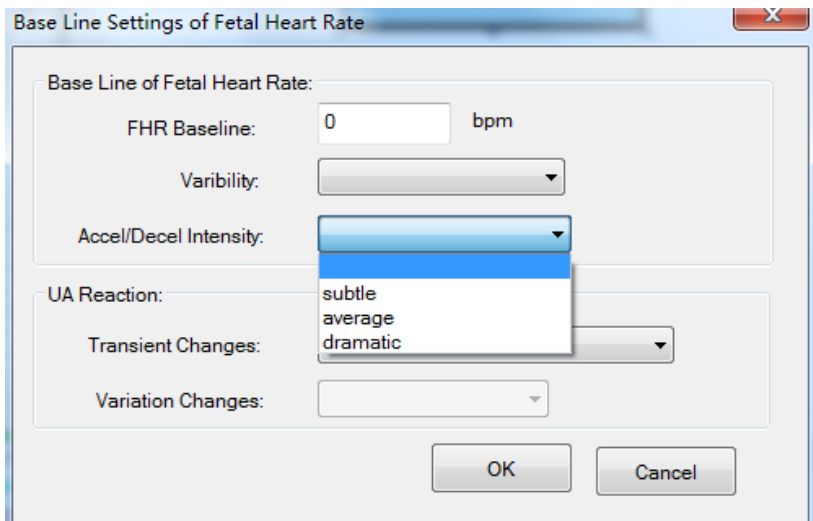 Base Line Settings of Fetal Heart Rate
Base Line of Fetal Heart Rate:
FHR Baseline: 0 bpm
Varibility:
Accel/Decel Intensity:
subtle
average
dramatic
UA Reaction:
Transient Changes:
Variation Changes:
OK Cancel